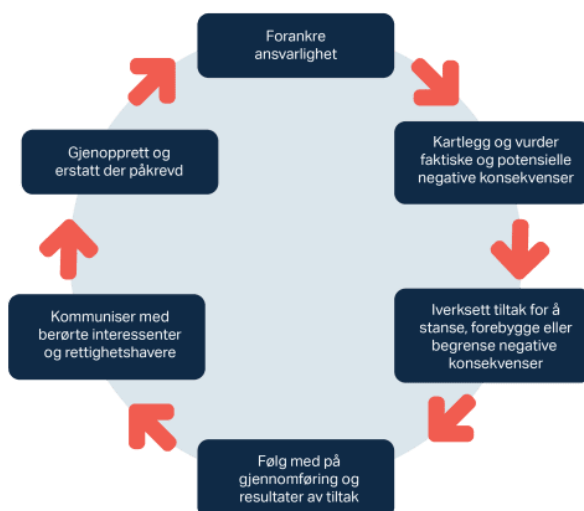 Forankre
ansvarlighet
Kartlegg og vurder
faktiske og potensielle
negative konsekvenser
Iverksett tiltak for å
stanse, forebygge eller
begrense negative
konsekvenser
Følg med på
gjennomføring og
resultater av tiltak
Kommuniser med
berørte interessenter
og rettighetshavere
Gjenopprett og
erstatt der påkrevd